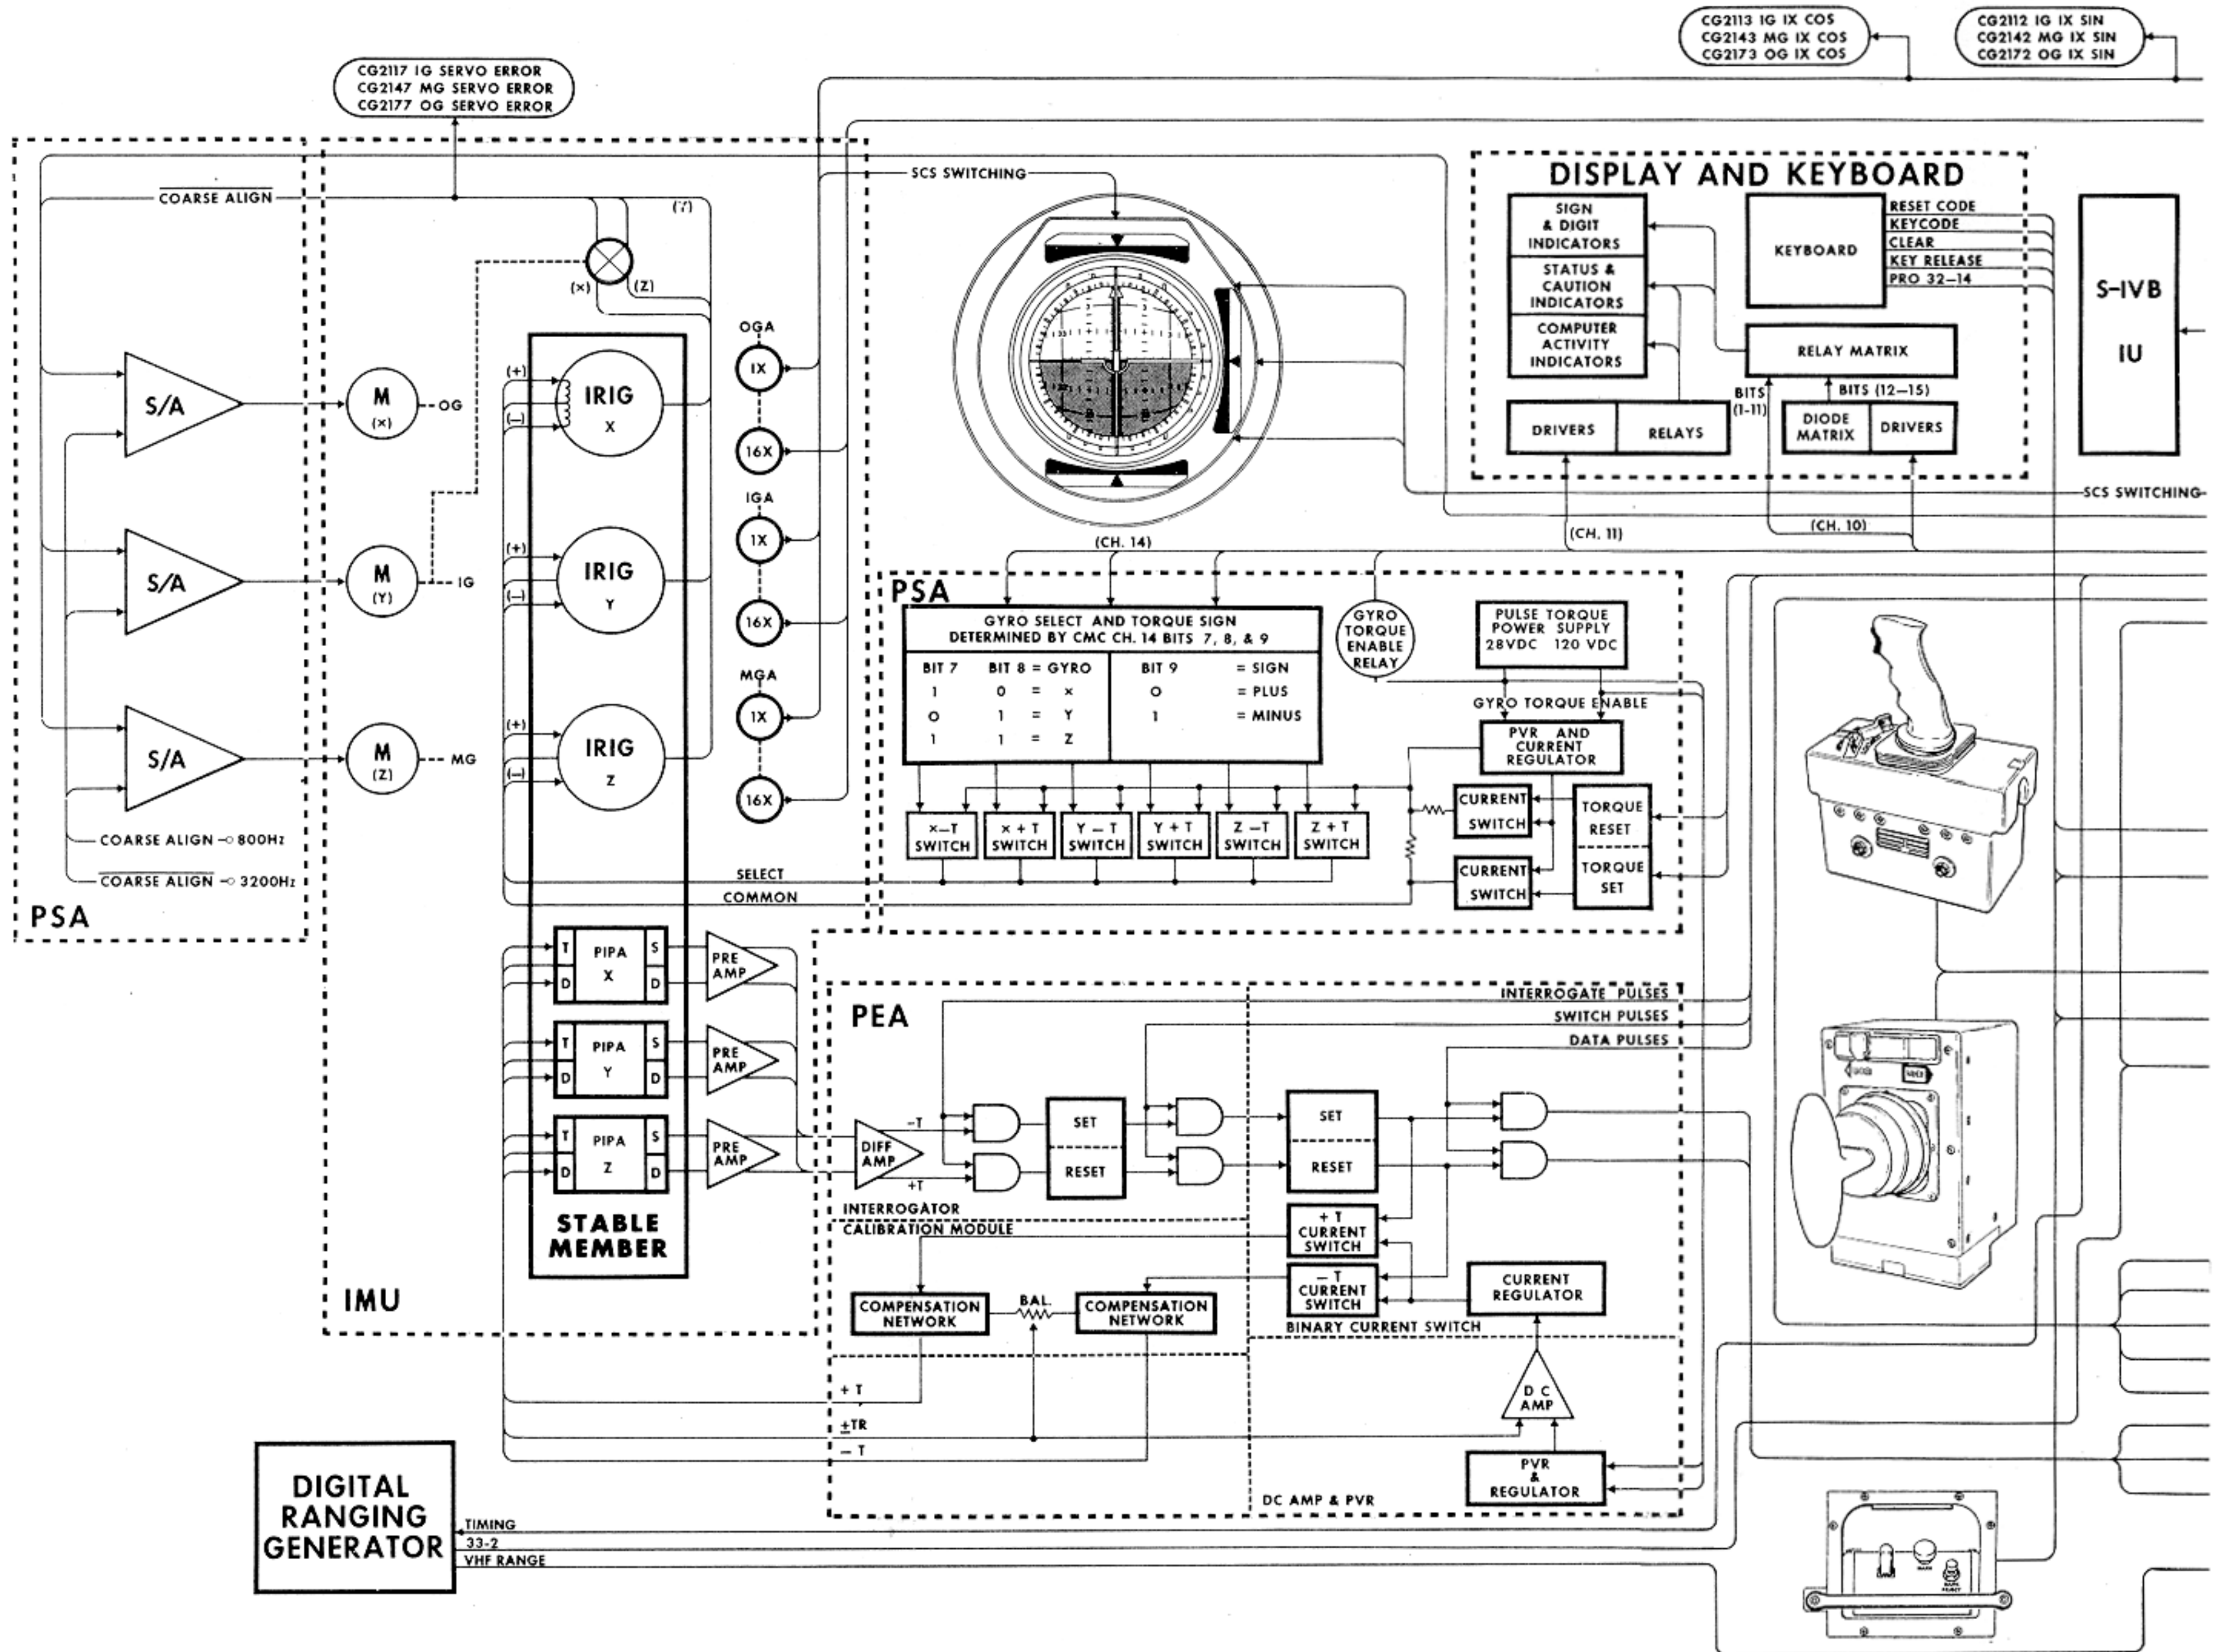 CG2113 IG IX COS
CG2143 MG IX COS
CG2173 OG IX COS
CG2112 IG IX SIN
CG2142 MG IX SIN
CG2172 OG IX SIN
CG2117 IG SERVO ERROR
CG2147 MG SERVO ERROR
CG2177 OG SERVO ERROR
COARSE ALIGN
(Y)
(X)
(Z)
SCS SWITCHING
S/A
M
(X)
OG
S/A
M
(Y)
IG
S/A
M
(Z)
MG
COARSE ALIGN 800Hz
COARSE ALIGN 3200Hz
PSA
(+)
(−)
IRIG
X
(+)
(−)
IRIG
Y
(+)
(−)
IRIG
Z
OGA
1X
16X
IGA
1X
16X
MGA
1X
16X
SELECT
COMMON
DISPLAY AND KEYBOARD
SIGN
& DIGIT
INDICATORS
STATUS &
CAUTION
INDICATORS
COMPUTER
ACTIVITY
INDICATORS
KEYBOARD
RESET CODE
KEYCODE
CLEAR
KEY RELEASE
PRO 32-14
RELAY MATRIX
BITS
(1-11)
BITS (12-15)
DRIVERS
RELAYS
DIODE
MATRIX
DRIVERS
S-IVB
IU
SCS SWITCHING
(CH. 14)
(CH. 11)
(CH. 10)
PSA
GYRO SELECT AND TORQUE SIGN
DETERMINED BY CMC CH. 14 BITS 7, 8, & 9
BIT 7 BIT 8 = GYRO BIT 9 = SIGN
1 0 = X 0 = PLUS
0 1 = Y 1 = MINUS
1 1 = Z
GYRO
TORQUE
ENABLE
RELAY
PULSE TORQUE
POWER SUPPLY
28VDC 120 VDC
GYRO TORQUE ENABLE
PVR AND
CURRENT
REGULATOR
X−T
SWITCH
X+T
SWITCH
Y−T
SWITCH
Y+T
SWITCH
Z−T
SWITCH
Z+T
SWITCH
CURRENT
SWITCH
CURRENT
SWITCH
TORQUE
RESET
TORQUE
SET
T
D
PIPA
X
S
D
PRE
AMP
T
D
PIPA
Y
S
D
PRE
AMP
T
D
PIPA
Z
S
D
PRE
AMP
STABLE
MEMBER
IMU
PEA
INTERROGATE PULSES
SWITCH PULSES
DATA PULSES
DIFF
AMP
−T
+T
SET
RESET
SET
RESET
INTERROGATOR
CALIBRATION MODULE
+T
CURRENT
SWITCH
−T
CURRENT
SWITCH
CURRENT
REGULATOR
BINARY CURRENT SWITCH
COMPENSATION
NETWORK
BAL.
COMPENSATION
NETWORK
+ T
±TR
− T
D C
AMP
PVR
&
REGULATOR
DC AMP & PVR
DIGITAL
RANGING
GENERATOR
TIMING
33-2
VHF RANGE